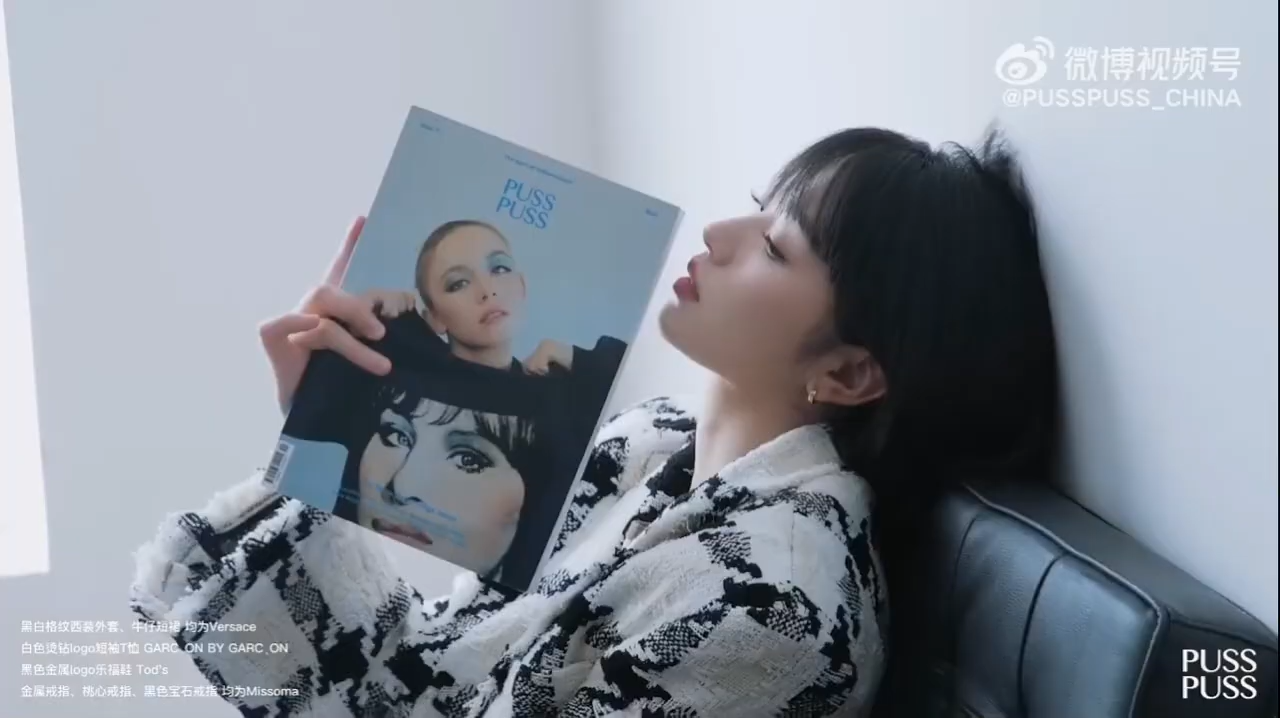 微博视频号
@PUSSPUSS_CHINA
PUSS
PUSS
黑白格纹西装外套、牛仔短裙 均为Versace
白色烫钻logo短袖T恤 GARC_ON BY GARC_ON
黑色金属logo乐福鞋 Tod's
金属戒指、桃心戒指、黑色宝石戒指 均为Missoma
PUSS
PUSS